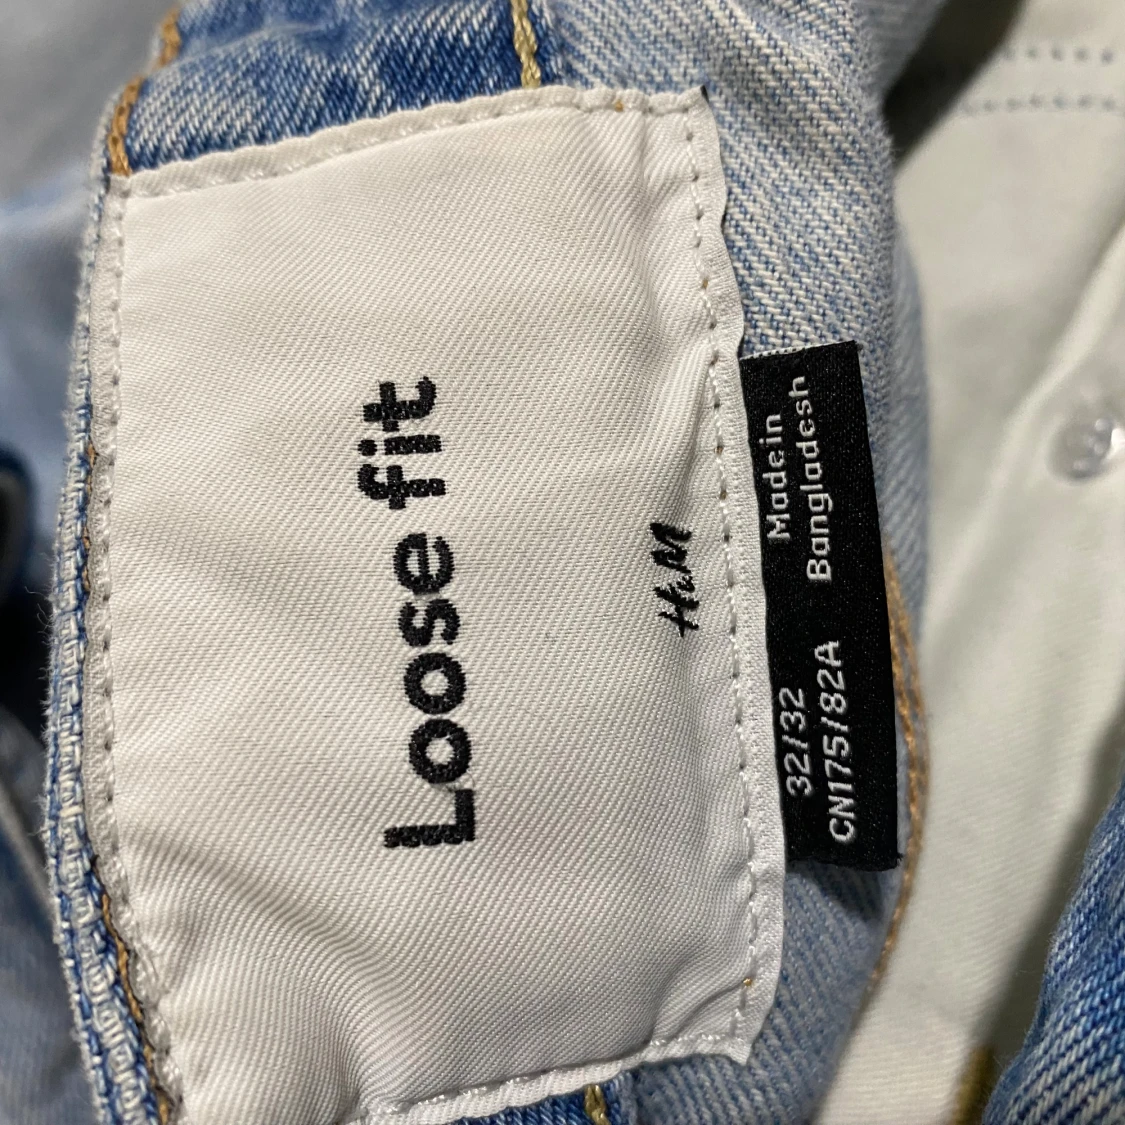 Loose fit
H&M
32/32
CN175/82A
Made in
Bangladesh